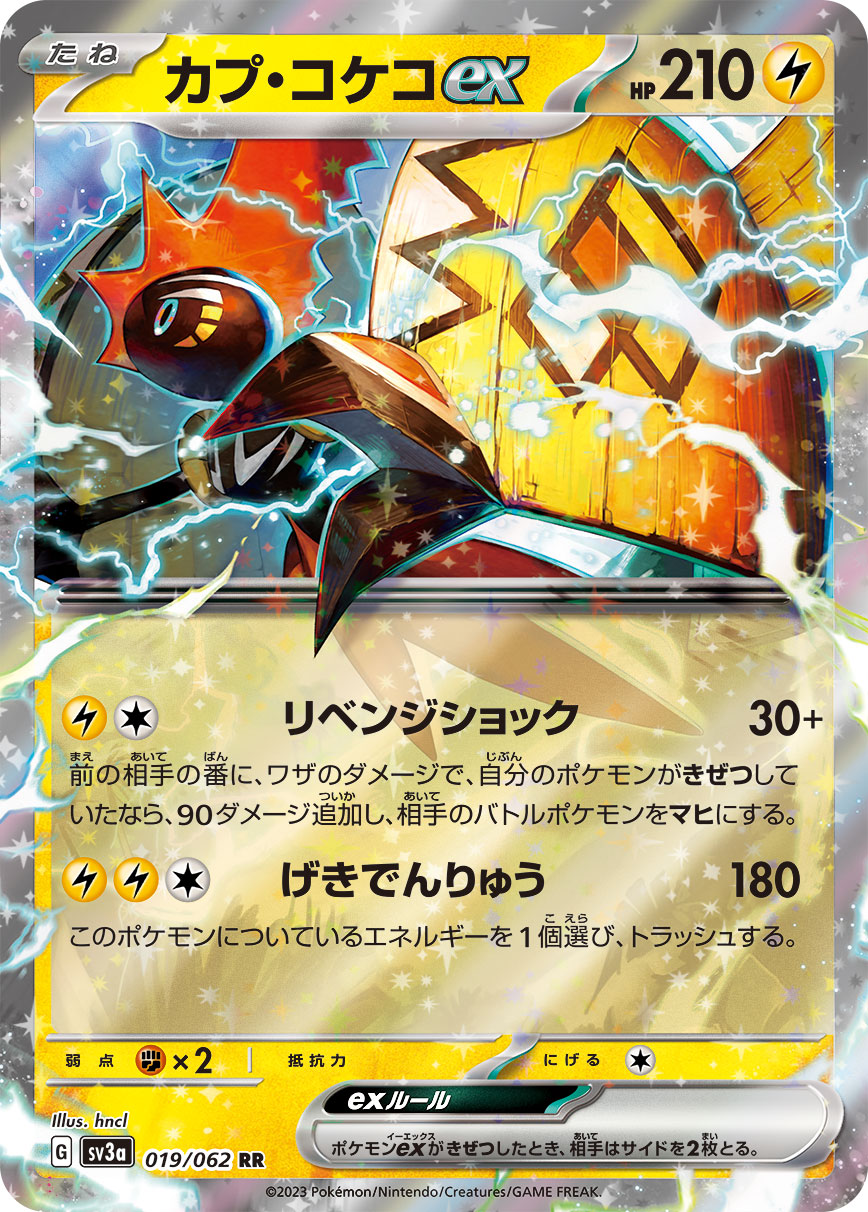 たね
カプ・コケコex
HP210
リベンジショック 30+
前の相手の番に、ワザのダメージで、自分のポケモンがきぜつして
いたなら、90ダメージ追加し、相手のバトルポケモンをマヒにする。
げきでんりゅう 180
このポケモンについているエネルギーを1個選び、トラッシュする。
弱点 ×2 抵抗力 にげる
exルール
ポケモンexがきぜつしたとき、相手はサイドを2枚とる。
Illus. hncl
G sv3a 019/062 RR
©2023 Pokémon/Nintendo/Creatures/GAME FREAK.